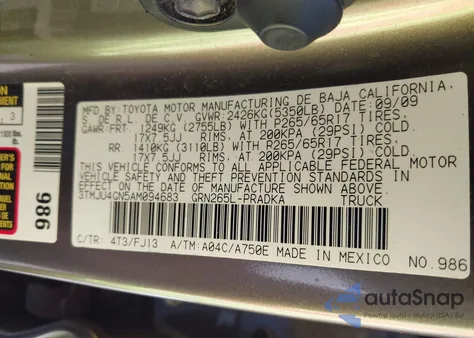 MFD. BY: TOYOTA MOTOR MANUFACTURING DE BAJA CALIFORNIA,
S. DE R.L. DE C.V. GVWR: 2426KG(5350LB) DATE: 09/09
GAWR: FRT. 1249KG (2755LB) WITH P265/65R17 TIRES,
17X7.5JJ RIMS, AT 200KPA (29PSI) COLD.
RR 1410KG (3110LB) WITH P265/65R17 TIRES,
17X7.5JJ RIMS, AT 200KPA (29PSI) COLD.
THIS VEHICLE CONFORMS TO ALL APPLICABLE FEDERAL MOTOR
VEHICLE SAFETY AND THEFT PREVENTION STANDARDS IN EFFECT
ON THE DATE OF MANUFACTURE SHOWN ABOVE.
3TMJU4GN5AM094683 GRN265L-PRADKA TRUCK
C/TR: 4T3/FJ13 A/TM: A04C/A750E MADE IN MEXICO NO.986
986
autoSnap